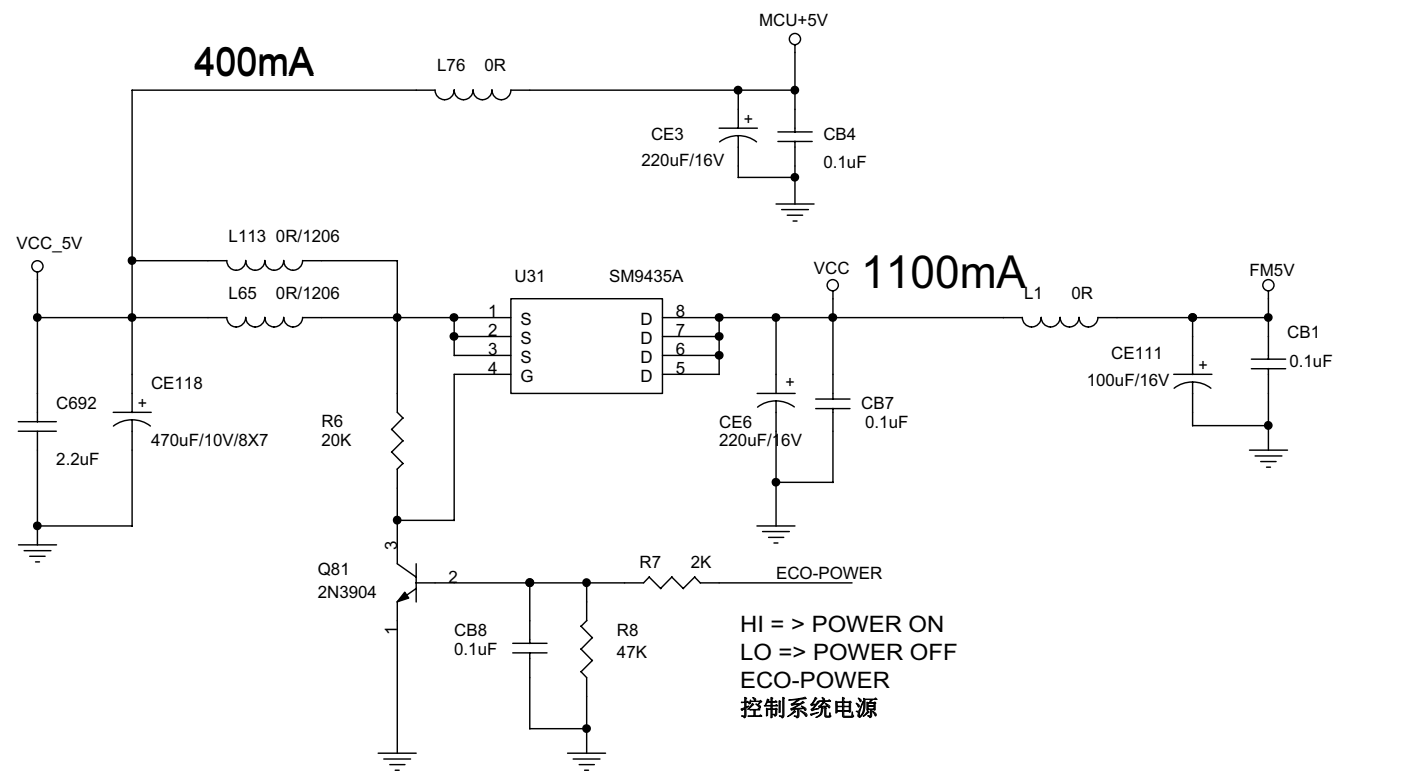 MCU+5V
400mA
L76 0R
CE3
220uF/16V
CB4
0.1uF
VCC_5V
L113 0R/1206
L65 0R/1206
U31 SM9435A
1 S D 8
2 S D 7
3 S D 6
4 G D 5
VCC
1100mA
L1 0R
FM5V
CB1
0.1uF
CE111
100uF/16V
+
+
+
+
C692
2.2uF
CE118
470uF/10V/8X7
R6
20K
CE6
220uF/16V
CB7
0.1uF
3
Q81
2N3904
2
1
R7 2K
ECO-POWER
CB8
0.1uF
R8
47K
HI = > POWER ON
LO => POWER OFF
ECO-POWER
控制系统电源